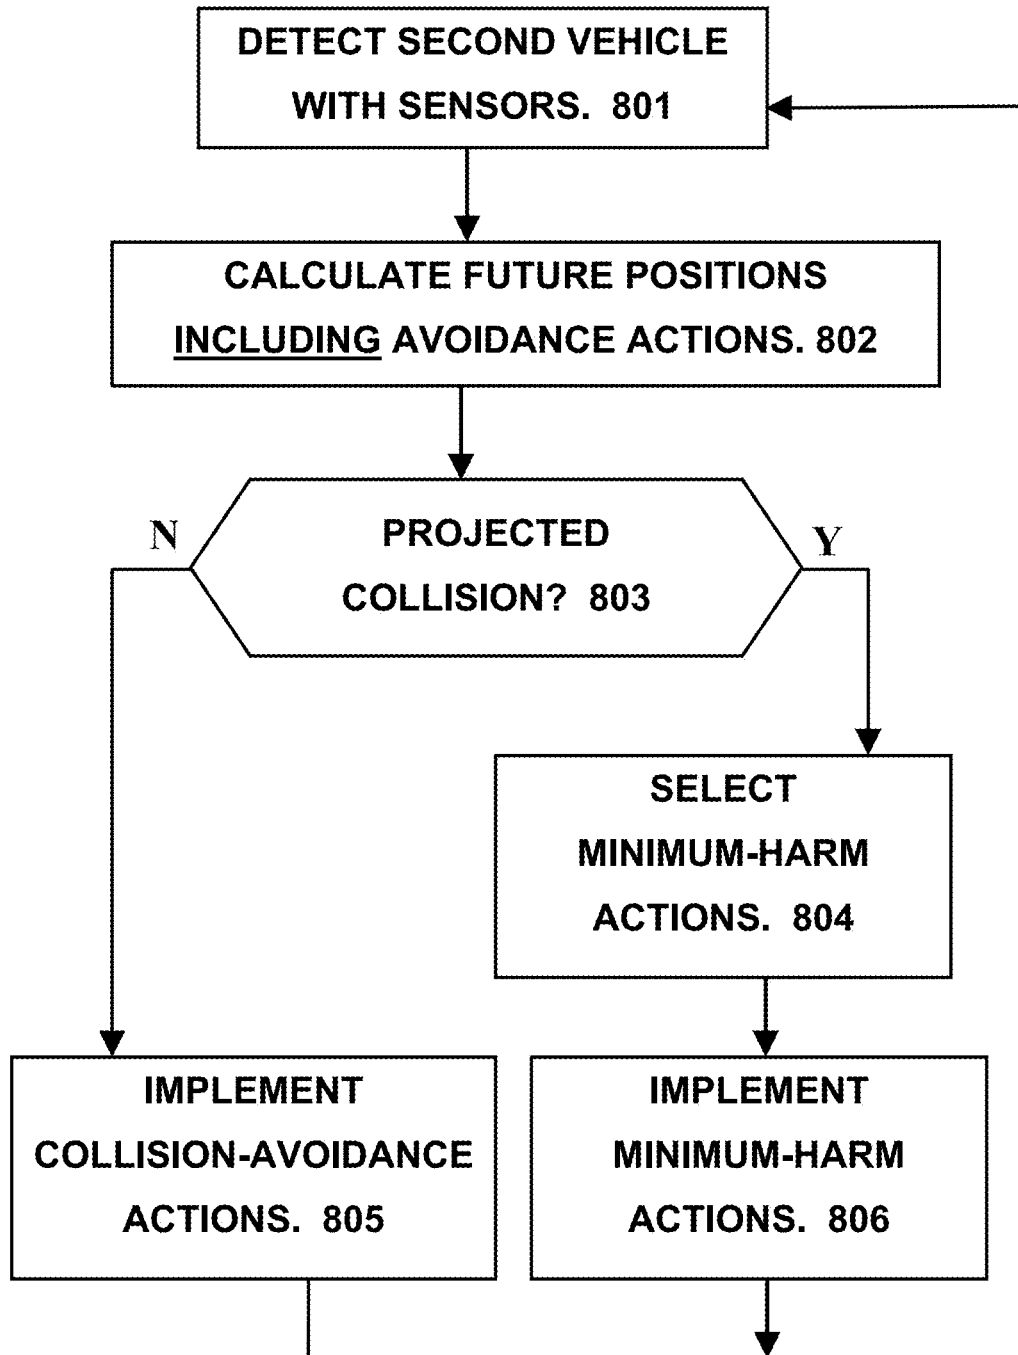 DETECT SECOND VEHICLE
WITH SENSORS. 801
CALCULATE FUTURE POSITIONS
INCLUDING AVOIDANCE ACTIONS. 802
N
PROJECTED
COLLISION? 803
Y
SELECT
MINIMUM-HARM
ACTIONS. 804
IMPLEMENT
COLLISION-AVOIDANCE
ACTIONS. 805
IMPLEMENT
MINIMUM-HARM
ACTIONS. 806